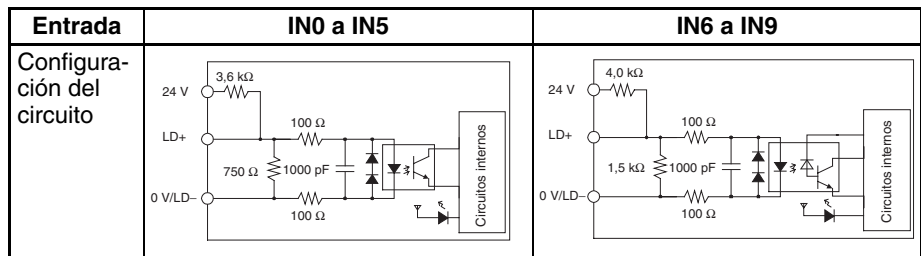 Entrada IN0 a IN5 IN6 a IN9
Configura-
ción del
circuito
3,6 kΩ
24 V
100 Ω
LD+
750 Ω 1000 pF
0 V/LD–
100 Ω
Circuitos internos
4,0 kΩ
24 V
100 Ω
LD+
1,5 kΩ 1000 pF
0 V/LD–
100 Ω
Circuitos internos